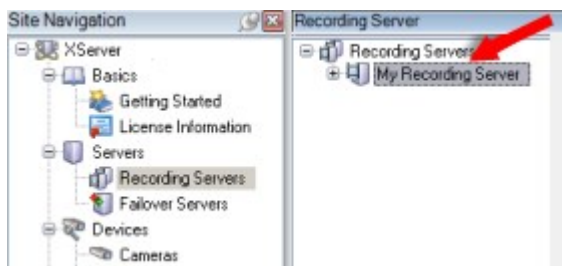 Site Navigation
XServer
Basics
Getting Started
License Information
Servers
Recording Servers
Failover Servers
Devices
Cameras
Recording Server
Recording Servers
My Recording Server